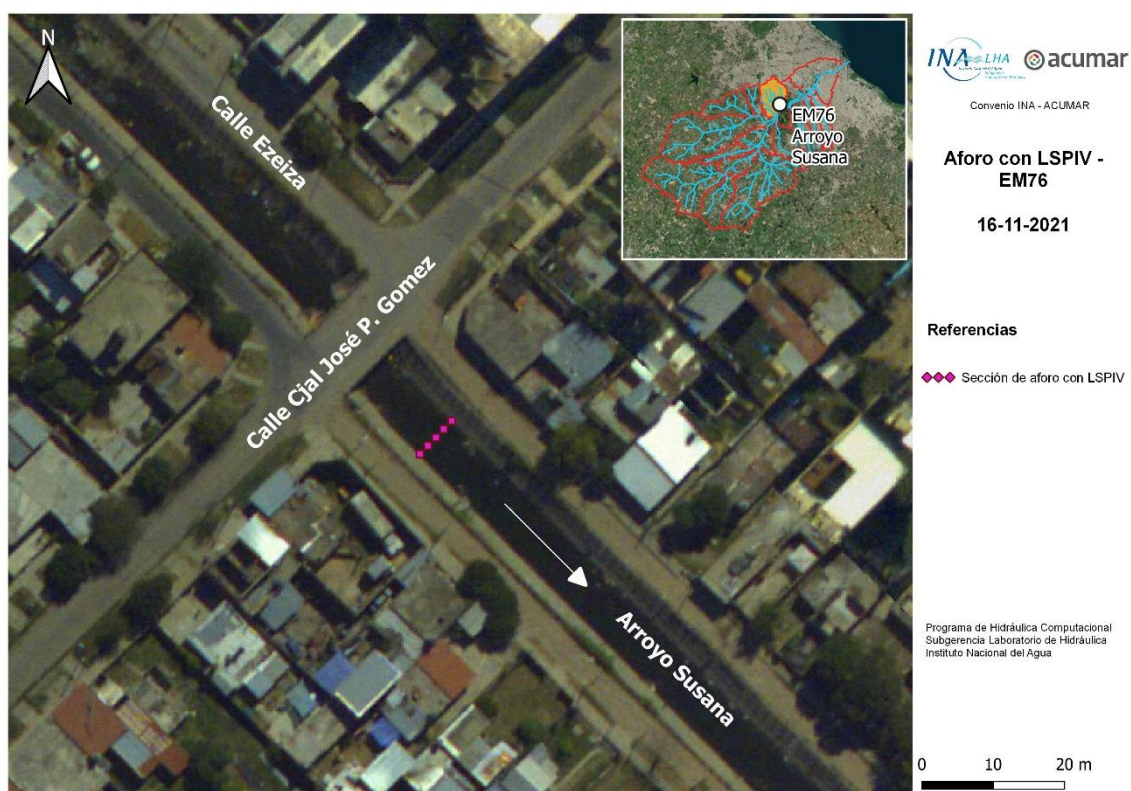 N
Calle Ezeiza
Calle Cjal José P. Gomez
Arroyo Susana
EM76
Arroyo
Susana
INA LHA acumar
Convenio INA - ACUMAR
Aforo con LSPIV -
EM76
16-11-2021
Referencias
Sección de aforo con LSPIV
Programa de Hidráulica Computacional
Subgerencia Laboratorio de Hidráulica
Instituto Nacional del Agua
0 10 20 m